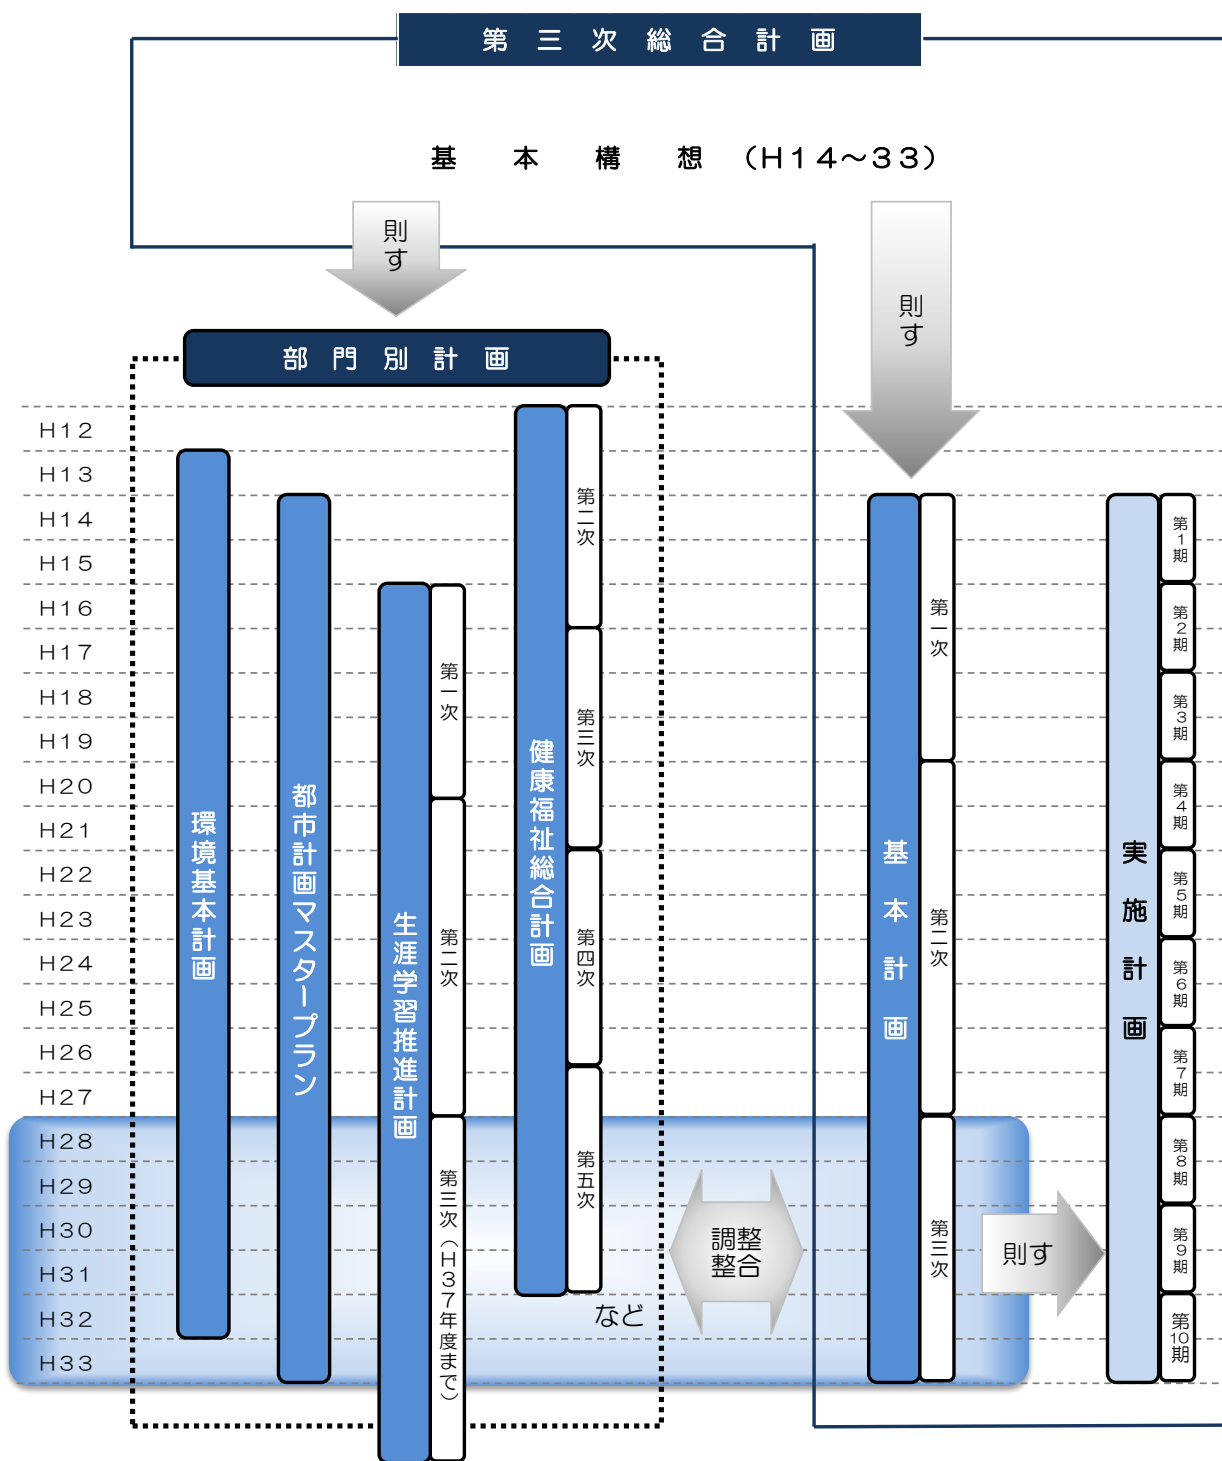 第三次総合計画
基本構想（H14～33）
則す
則す
部門別計画
H12
H13
H14
H15
H16
H17
H18
H19
H20
H21
H22
H23
H24
H25
H26
H27
H28
H29
H30
H31
H32
H33
環境基本計画
都市計画マスタープラン
生涯学習推進計画
第一次
第二次
第三次（H37年度まで）
健康福祉総合計画
第二次
第三次
第四次
第五次
など
調整
整合
基本計画
第一次
第二次
第三次
則す
実施計画
第1期
第2期
第3期
第4期
第5期
第6期
第7期
第8期
第9期
第10期